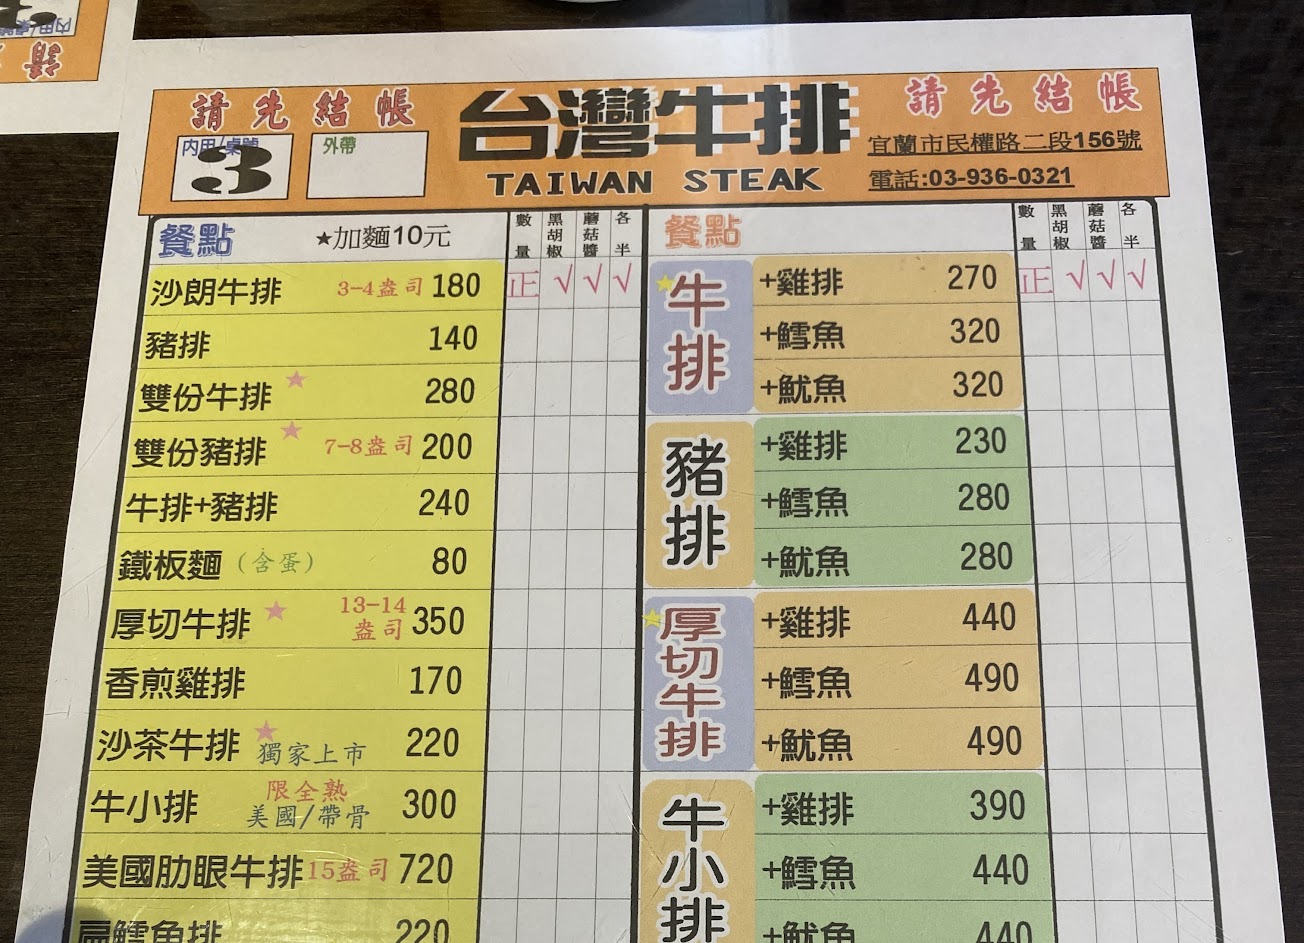 請先結帳
內用/桌號
3
外帶
台灣牛排
TAIWAN STEAK
請先結帳
宜蘭市民權路二段156號
電話:03-936-0321
餐點 ★加麵10元 數量 黑胡椒 蘑菇醬 各半
沙朗牛排 3-4盎司 180 正 √ √ √
豬排 140
雙份牛排★ 280
雙份豬排★ 7-8盎司 200
牛排+豬排 240
鐵板麵(含蛋) 80
厚切牛排★ 13-14盎司 350
香煎雞排 170
沙茶牛排★ 獨家上市 220
牛小排 限全熟 美國/帶骨 300
美國肋眼牛排 15盎司 720
扁鱈魚排 220
餐點 數量 黑胡椒 蘑菇醬 各半
★牛排
+雞排 270 正 √ √ √
+鱈魚 320
+魷魚 320
豬排
+雞排 230
+鱈魚 280
+魷魚 280
★厚切牛排
+雞排 440
+鱈魚 490
+魷魚 490
牛小排
+雞排 390
+鱈魚 440
+魷魚 440